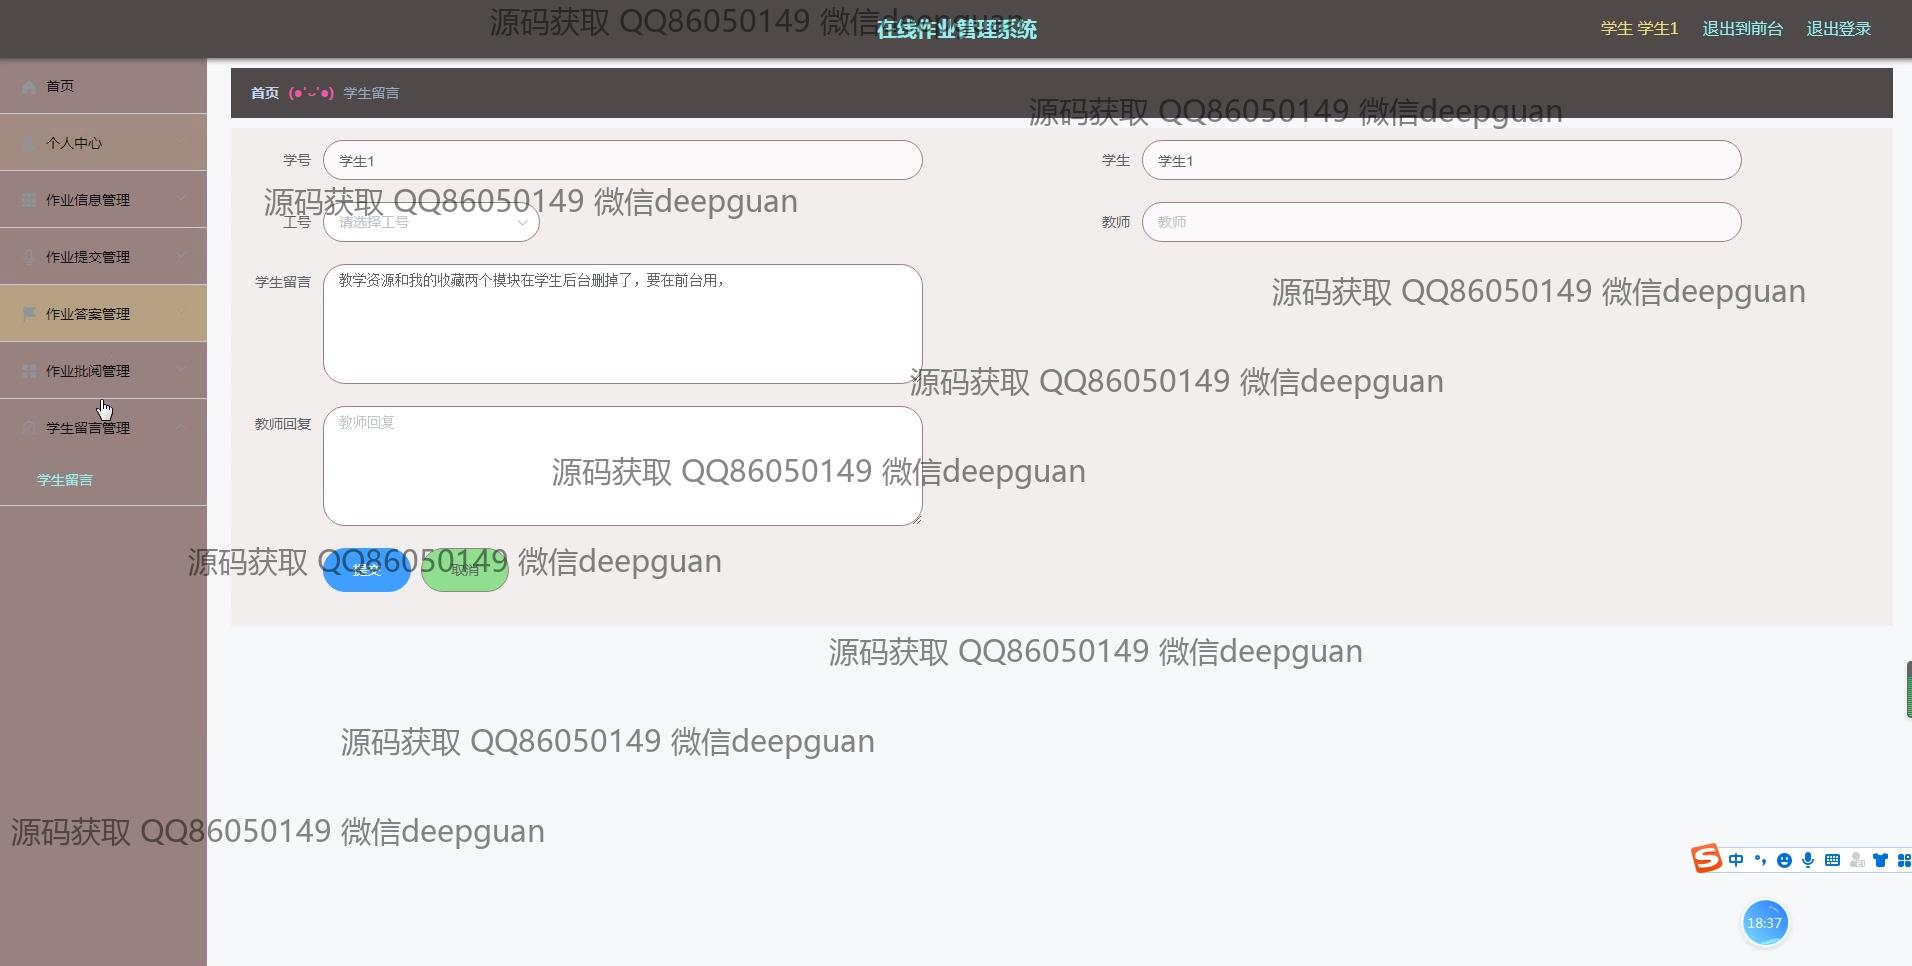 源码获取 QQ86050149 微信deepguan
在线作业管理系统
学生 学生1 退出到前台 退出登录
首页
个人中心
作业信息管理
作业提交管理
作业答案管理
作业批阅管理
学生留言管理
学生留言
首页 (●'◡'●) 学生留言
源码获取 QQ86050149 微信deepguan
学号 学生1
学生 学生1
源码获取 QQ86050149 微信deepguan
工号 请选择工号
教师 教师
学生留言 教学资源和我的收藏两个模块在学生后台删掉了，要在前台用，
源码获取 QQ86050149 微信deepguan
源码获取 QQ86050149 微信deepguan
教师回复 教师回复
源码获取 QQ86050149 微信deepguan
源码获取 QQ86050149 微信deepguan
提交 取消
源码获取 QQ86050149 微信deepguan
源码获取 QQ86050149 微信deepguan
源码获取 QQ86050149 微信deepguan
中
18:37